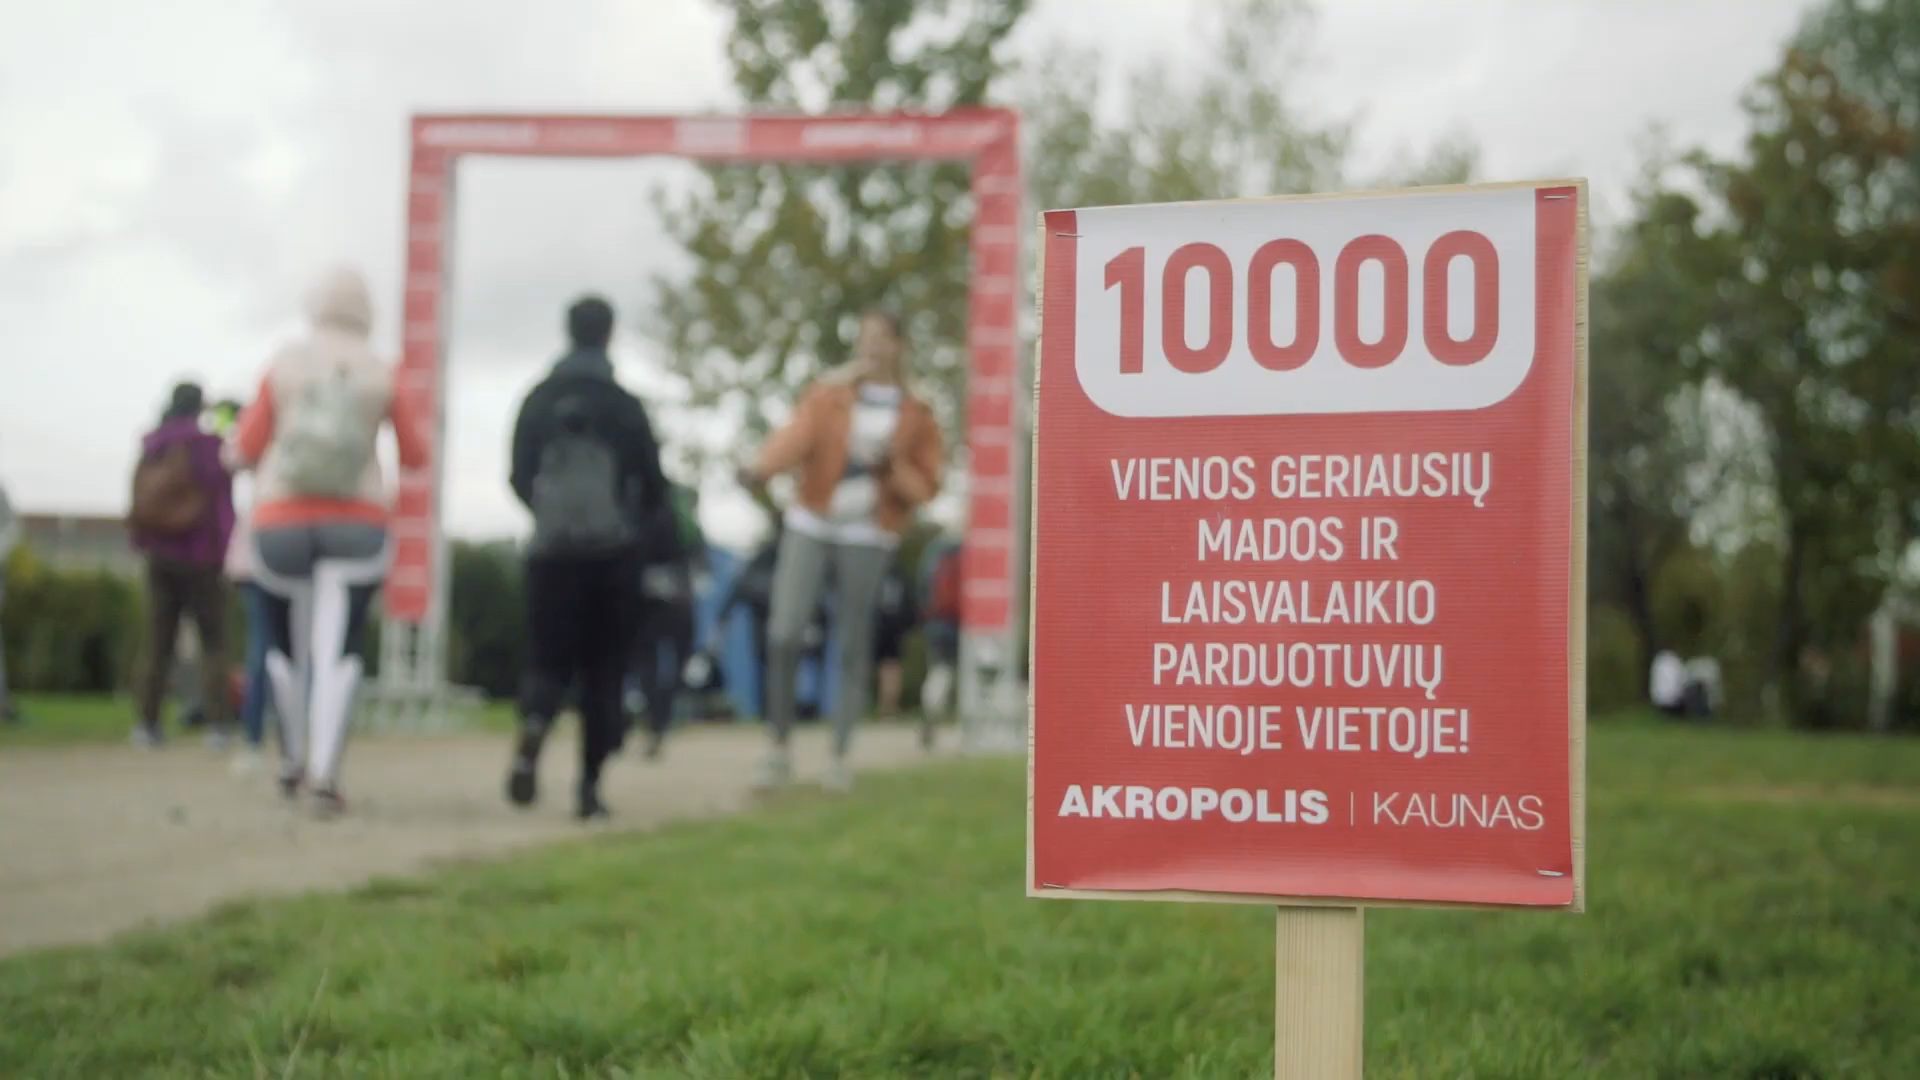 10000
VIENOS GERIAUSIŲ
MADOS IR
LAISVALAIKIO
PARDUOTUVIŲ
VIENOJE VIETOJE!
AKROPOLIS | KAUNAS